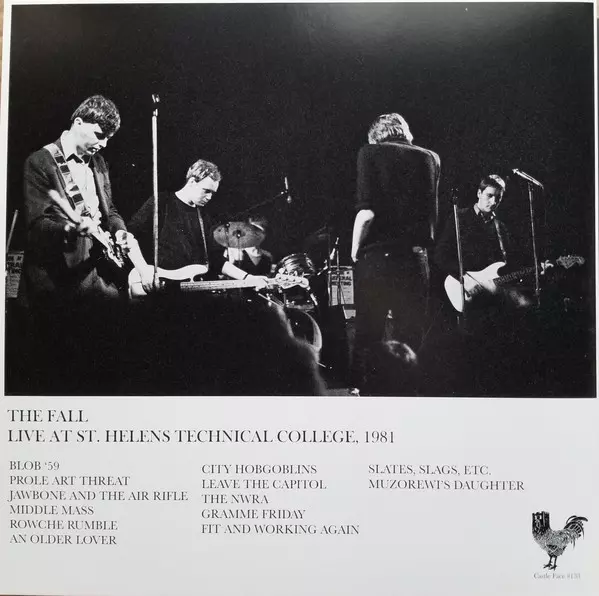 THE FALL
LIVE AT ST. HELENS TECHNICAL COLLEGE, 1981
BLOB '59
PROLE ART THREAT
JAWBONE AND THE AIR RIFLE
MIDDLE MASS
ROWCHE RUMBLE
AN OLDER LOVER
CITY HOBGOBLINS
LEAVE THE CAPITOL
THE NWRA
GRAMME FRIDAY
FIT AND WORKING AGAIN
SLATES, SLAGS, ETC.
MUZOREWI'S DAUGHTER
Castle Face